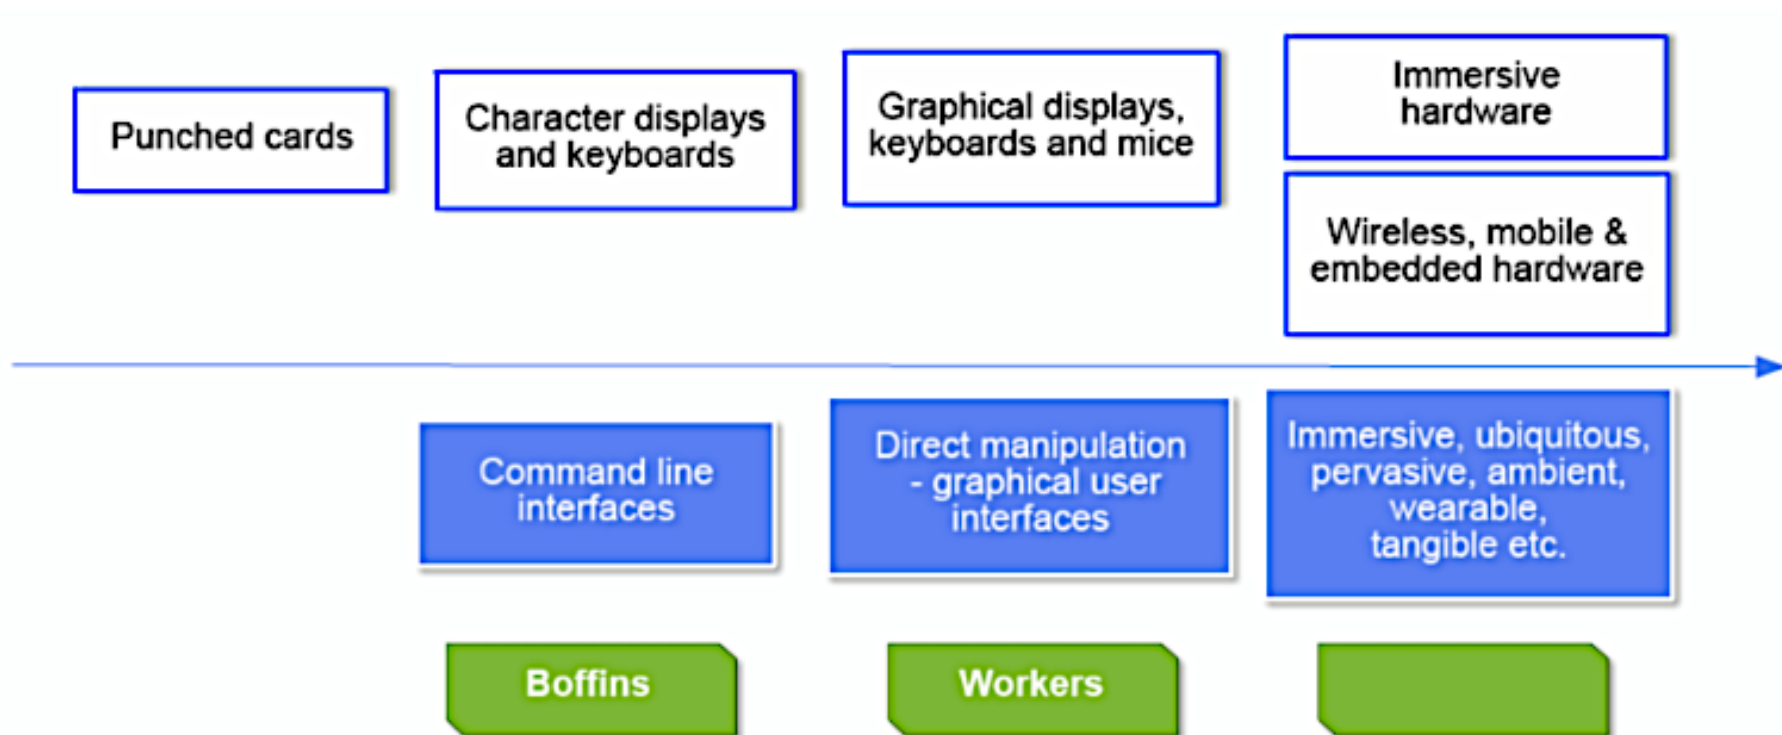 Punched cards
Character displays
and keyboards
Graphical displays,
keyboards and mice
Immersive
hardware
Wireless, mobile &
embedded hardware
Command line
interfaces
Direct manipulation
- graphical user
interfaces
Immersive, ubiquitous,
pervasive, ambient,
wearable,
tangible etc.
Boffins
Workers